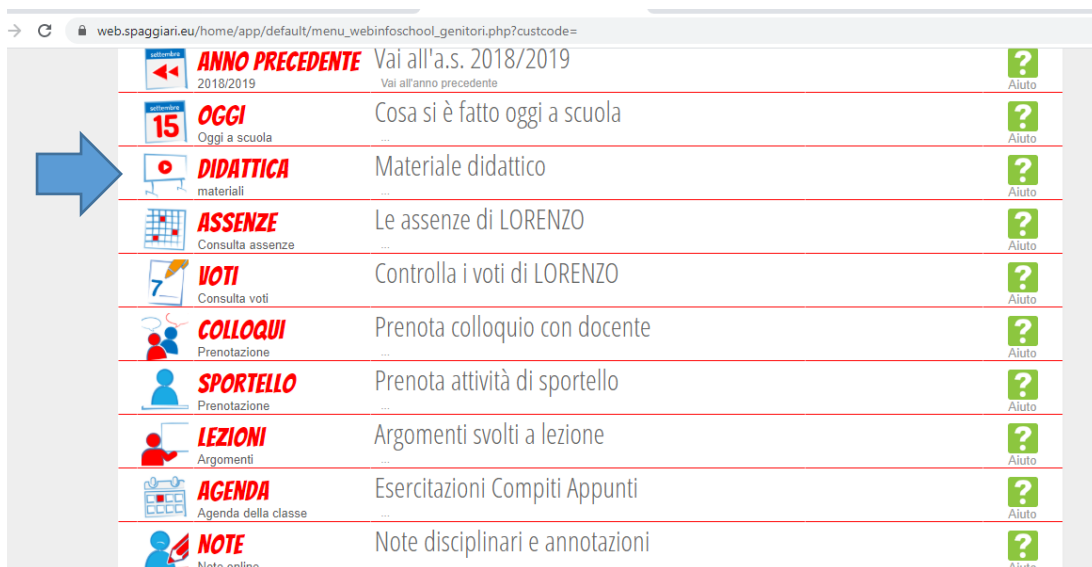 web.spaggiari.eu/home/app/default/menu_webinfoschool_genitori.php?custcode=
settembre
ANNO PRECEDENTE Vai all'a.s. 2018/2019
2018/2019 Vai all'anno precedente Aiuto
settembre
15 OGGI Cosa si è fatto oggi a scuola
Oggi a scuola ... Aiuto
DIDATTICA Materiale didattico
materiali ... Aiuto
ASSENZE Le assenze di LORENZO
Consulta assenze ... Aiuto
7 VOTI Controlla i voti di LORENZO
Consulta voti ... Aiuto
COLLOQUI Prenota colloquio con docente
Prenotazione ... Aiuto
SPORTELLO Prenota attività di sportello
Prenotazione ... Aiuto
LEZIONI Argomenti svolti a lezione
Argomenti ... Aiuto
AGENDA Esercitazioni Compiti Appunti
Agenda della classe ... Aiuto
NOTE Note disciplinari e annotazioni
Note online Aiuto